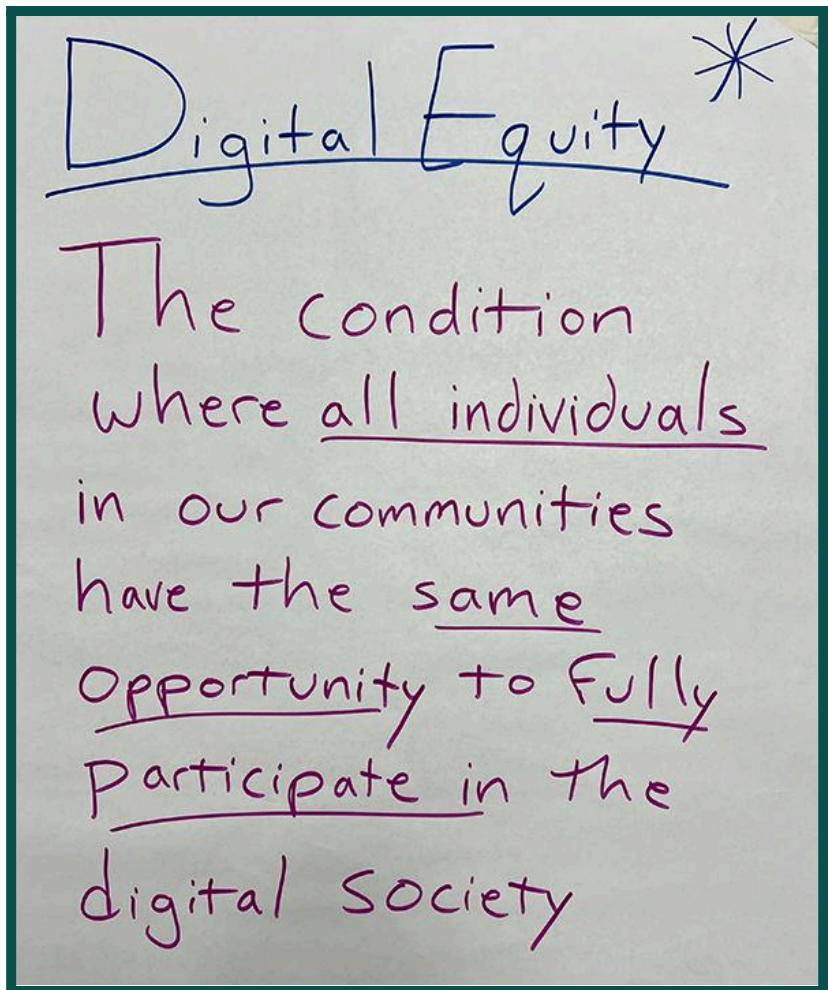 Digital Equity *
The condition
where all individuals
in our communities
have the same
opportunity to fully
participate in the
digital society